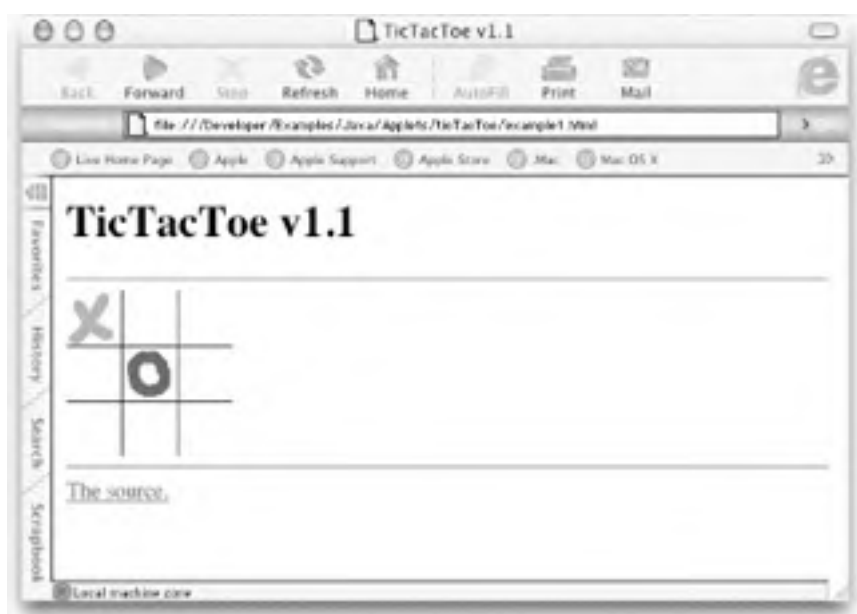 TicTacToe v1.1
Back Forward Stop Refresh Home AutoFill Print Mail
file:///Developer/Examples/Java/Applets/TicTacToe/example1.html
Live Home Page Apple Apple Support Apple Store .Mac Mac OS X
Favorites
History
Search
Scrapbook
TicTacToe v1.1
X
O
The source.
Local machine zone